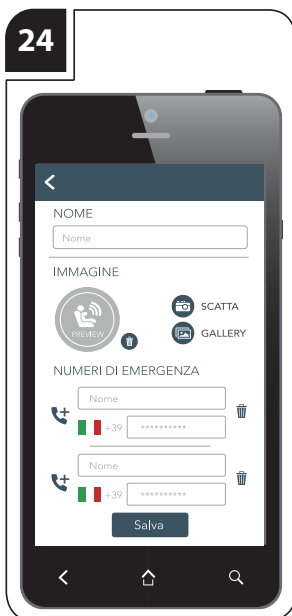 24
NOME
Nome
IMMAGINE
PREVIEW
SCATTA
GALLERY
NUMERI DI EMERGENZA
Nome
+39 **********
Nome
+39 **********
Salva